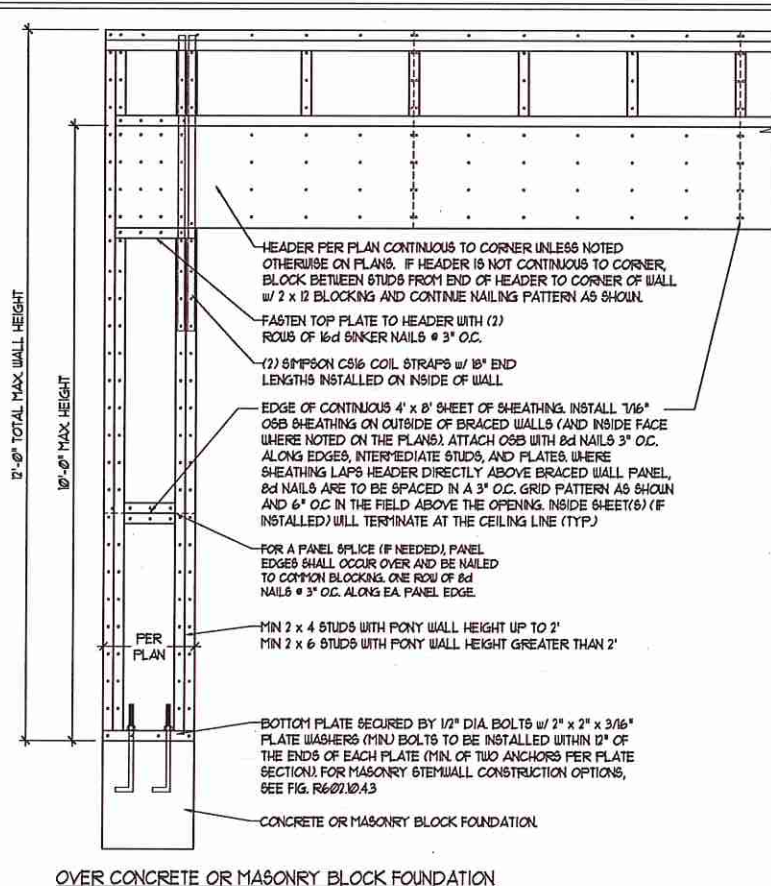 12'-0" TOTAL MAX. WALL HEIGHT
10'-0" MAX. HEIGHT
HEADER PER PLAN CONTINUOUS TO CORNER UNLESS NOTED
OTHERWISE ON PLANS. IF HEADER IS NOT CONTINUOUS TO CORNER,
BLOCK BETWEEN STUDS FROM END OF HEADER TO CORNER OF WALL
w/ 2 x 12 BLOCKING AND CONTINUE NAILING PATTERN AS SHOWN.
FASTEN TOP PLATE TO HEADER WITH (2)
ROWS OF 16d SINKER NAILS @ 3" O.C.
(2) SIMPSON CS16 COIL STRAPS w/ 18" END
LENGTHS INSTALLED ON INSIDE OF WALL
EDGE OF CONTINUOUS 4' x 8' SHEET OF SHEATHING. INSTALL 7/16"
OSB SHEATHING ON OUTSIDE OF BRACED WALLS (AND INSIDE FACE
WHERE NOTED ON THE PLANS). ATTACH OSB WITH 8d NAILS 3" O.C.
ALONG EDGES, INTERMEDIATE STUDS, AND PLATES. WHERE
SHEATHING LAPS HEADER DIRECTLY ABOVE BRACED WALL PANEL,
8d NAILS ARE TO BE SPACED IN A 3" O.C. GRID PATTERN AS SHOWN
AND 6" O.C IN THE FIELD ABOVE THE OPENING. INSIDE SHEET(S) (IF
INSTALLED) WILL TERMINATE AT THE CEILING LINE (TYP.)
FOR A PANEL SPLICE (IF NEEDED), PANEL
EDGES SHALL OCCUR OVER AND BE NAILED
TO COMMON BLOCKING. ONE ROW OF 8d
NAILS @ 3" O.C. ALONG EA. PANEL EDGE.
PER
PLAN
MIN 2 x 4 STUDS WITH PONY WALL HEIGHT UP TO 2'
MIN 2 x 6 STUDS WITH PONY WALL HEIGHT GREATER THAN 2'
BOTTOM PLATE SECURED BY 1/2" DIA. BOLTS w/ 2" x 2" x 3/16"
PLATE WASHERS (MIN.) BOLTS TO BE INSTALLED WITHIN 12" OF
THE ENDS OF EACH PLATE (MIN. OF TWO ANCHORS PER PLATE
SECTION). FOR MASONRY STEMWALL CONSTRUCTION OPTIONS,
SEE FIG. R602.10.4.3
CONCRETE OR MASONRY BLOCK FOUNDATION.
OVER CONCRETE OR MASONRY BLOCK FOUNDATION